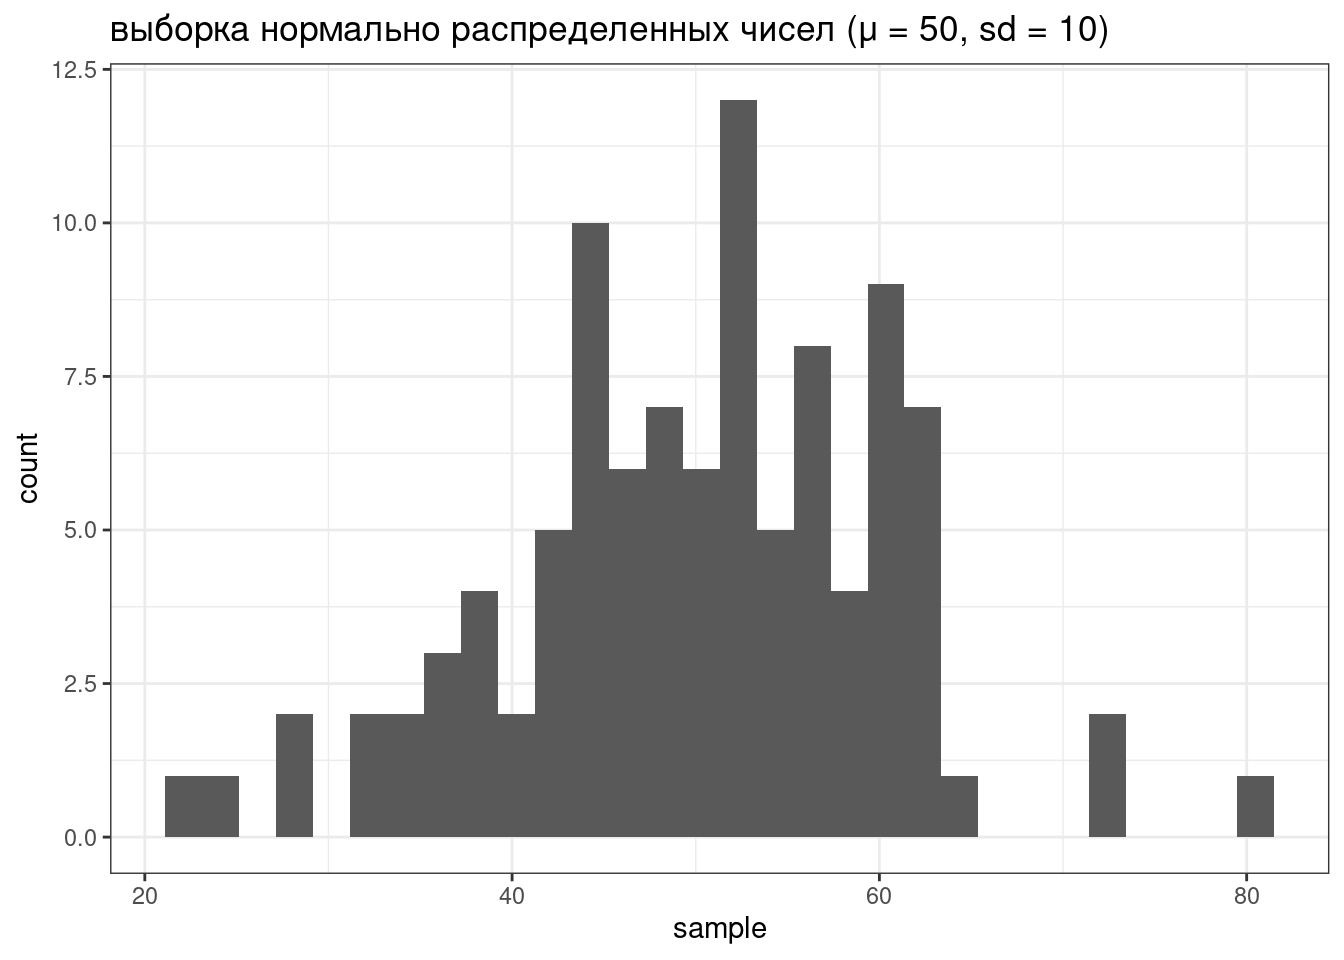 выборка нормально распределенных чисел (μ = 50, sd = 10)
12.5
10.0
7.5
5.0
2.5
0.0
count
20 40 60 80
sample